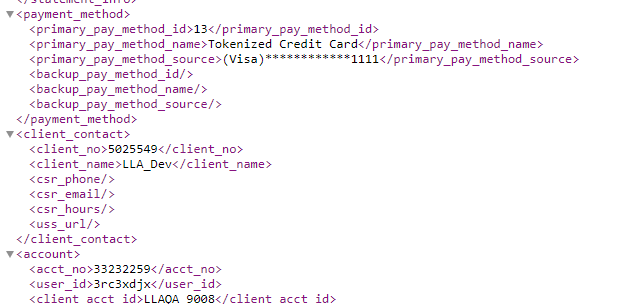 </statement_info>
▼<payment_method>
<primary_pay_method_id>13</primary_pay_method_id>
<primary_pay_method_name>Tokenized Credit Card</primary_pay_method_name>
<primary_pay_method_source>(Visa)************1111</primary_pay_method_source>
<backup_pay_method_id/>
<backup_pay_method_name/>
<backup_pay_method_source/>
</payment_method>
▼<client_contact>
<client_no>5025549</client_no>
<client_name>LLA_Dev</client_name>
<csr_phone/>
<csr_email/>
<csr_hours/>
<uss_url/>
</client_contact>
▼<account>
<acct_no>33232259</acct_no>
<user_id>3rc3xdjx</user_id>
<client_acct_id>LLAQA_9008</client_acct_id>